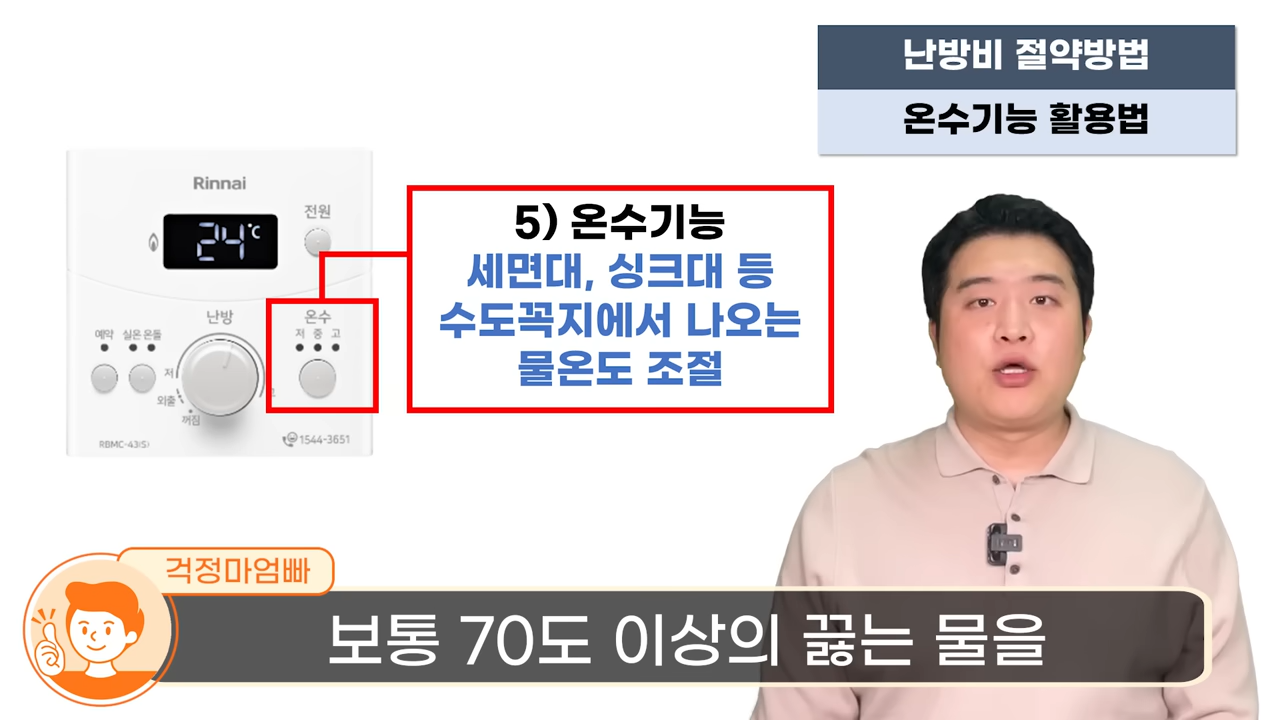 난방비 절약방법
온수기능 활용법
Rinnai
전원
24℃
5) 온수기능
세면대, 싱크대 등
수도꼭지에서 나오는
물온도 조절
난방
온수
예약 실온 온돌
저 중 고
저
외출
꺼짐
RBMC-43(S)
1544-3651
걱정마엄빠
보통 70도 이상의 끓는 물을